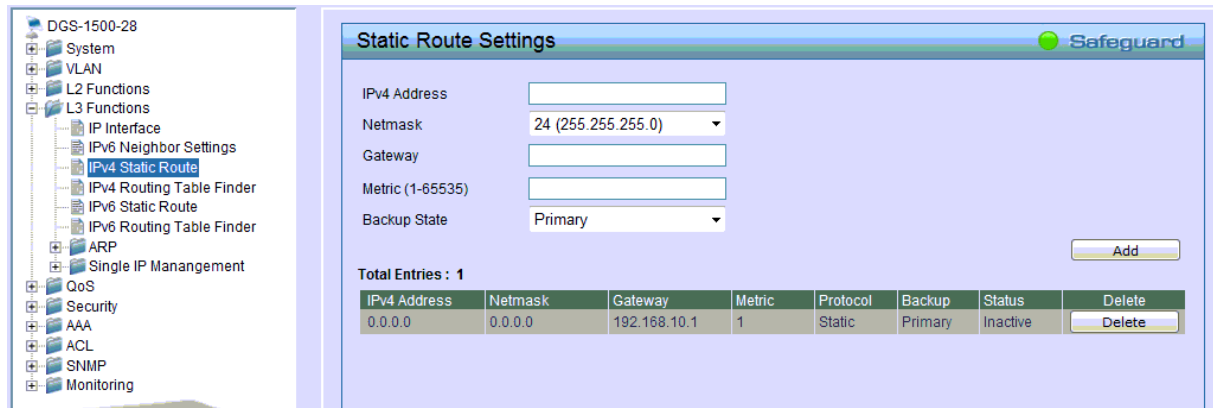 DGS-1500-28
System
VLAN
L2 Functions
L3 Functions
IP Interface
IPv6 Neighbor Settings
IPv4 Static Route
IPv4 Routing Table Finder
IPv6 Static Route
IPv6 Routing Table Finder
ARP
Single IP Manangement
QoS
Security
AAA
ACL
SNMP
Monitoring
Static Route Settings Safeguard
IPv4 Address
Netmask 24 (255.255.255.0)
Gateway
Metric (1-65535)
Backup State Primary
Add
Total Entries : 1
IPv4 Address Netmask Gateway Metric Protocol Backup Status Delete
0.0.0.0 0.0.0.0 192.168.10.1 1 Static Primary Inactive Delete